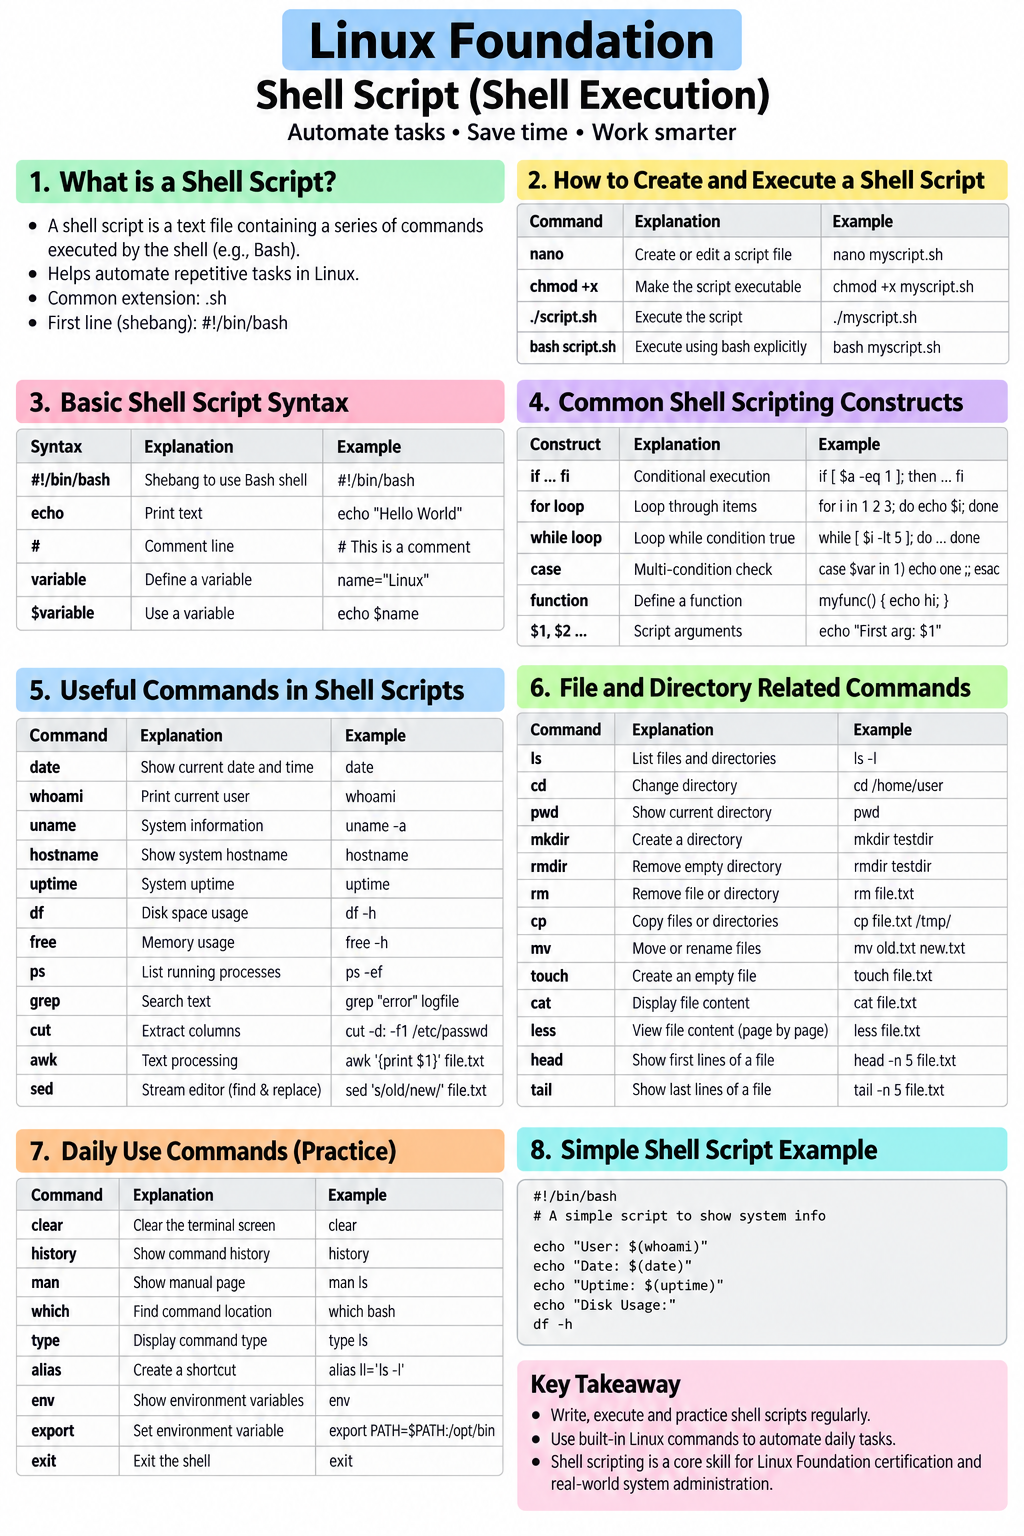 Linux Foundation
Shell Script (Shell Execution)
Automate tasks • Save time • Work smarter
1. What is a Shell Script?
• A shell script is a text file containing a series of commands
executed by the shell (e.g., Bash).
• Helps automate repetitive tasks in Linux.
• Common extension: .sh
• First line (shebang): #!/bin/bash
2. How to Create and Execute a Shell Script
Command Explanation Example
nano Create or edit a script file nano myscript.sh
chmod +x Make the script executable chmod +x myscript.sh
./script.sh Execute the script ./myscript.sh
bash script.sh Execute using bash explicitly bash myscript.sh
3. Basic Shell Script Syntax
Syntax Explanation Example
#!/bin/bash Shebang to use Bash shell #!/bin/bash
echo Print text echo "Hello World"
# Comment line # This is a comment
variable Define a variable name="Linux"
$variable Use a variable echo $name
4. Common Shell Scripting Constructs
Construct Explanation Example
if ... fi Conditional execution if [ $a -eq 1 ]; then ... fi
for loop Loop through items for i in 1 2 3; do echo $i; done
while loop Loop while condition true while [ $i -lt 5 ]; do ... done
case Multi-condition check case $var in 1) echo one ;; esac
function Define a function myfunc() { echo hi; }
$1, $2 ... Script arguments echo "First arg: $1"
5. Useful Commands in Shell Scripts
Command Explanation Example
date Show current date and time date
whoami Print current user whoami
uname System information uname -a
hostname Show system hostname hostname
uptime System uptime uptime
df Disk space usage df -h
free Memory usage free -h
ps List running processes ps -ef
grep Search text grep "error" logfile
cut Extract columns cut -d: -f1 /etc/passwd
awk Text processing awk '{print $1}' file.txt
sed Stream editor (find & replace) sed 's/old/new/' file.txt
6. File and Directory Related Commands
Command Explanation Example
ls List files and directories ls -l
cd Change directory cd /home/user
pwd Show current directory pwd
mkdir Create a directory mkdir testdir
rmdir Remove empty directory rmdir testdir
rm Remove file or directory rm file.txt
cp Copy files or directories cp file.txt /tmp/
mv Move or rename files mv old.txt new.txt
touch Create an empty file touch file.txt
cat Display file content cat file.txt
less View file content (page by page) less file.txt
head Show first lines of a file head -n 5 file.txt
tail Show last lines of a file tail -n 5 file.txt
7. Daily Use Commands (Practice)
Command Explanation Example
clear Clear the terminal screen clear
history Show command history history
man Show manual page man ls
which Find command location which bash
type Display command type type ls
alias Create a shortcut alias ll='ls -l'
env Show environment variables env
export Set environment variable export PATH=$PATH:/opt/bin
exit Exit the shell exit
8. Simple Shell Script Example
#!/bin/bash
# A simple script to show system info
echo "User: $(whoami)"
echo "Date: $(date)"
echo "Uptime: $(uptime)"
echo "Disk Usage:"
df -h
Key Takeaway
• Write, execute and practice shell scripts regularly.
• Use built-in Linux commands to automate daily tasks.
• Shell scripting is a core skill for Linux Foundation certification and
real-world system administration.